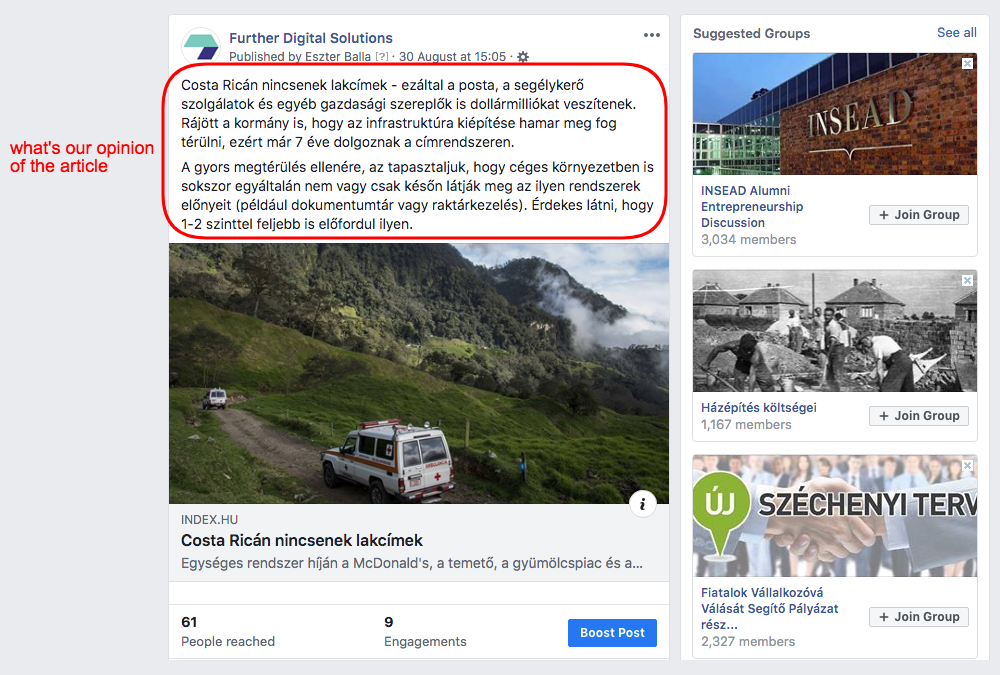 what's our opinion
of the article
Further Digital Solutions
Published by Eszter Balla [?] · 30 August at 15:05 ·
Costa Ricán nincsenek lakcímek - ezáltal a posta, a segélykérő
szolgálatok és egyéb gazdasági szereplők is dollármilliókat veszítenek.
Rájött a kormány is, hogy az infrastruktúra kiépítése hamar meg fog
térülni, ezért már 7 éve dolgoznak a címrendszeren.
A gyors megtérülés ellenére, az tapasztaljuk, hogy céges környezetben is
sokszor egyáltalán nem vagy csak későn látják meg az ilyen rendszerek
előnyeit (például dokumentumtár vagy raktárkezelés). Érdekes látni, hogy
1-2 szinttel feljebb is előfordul ilyen.
INDEX.HU
Costa Ricán nincsenek lakcímek
Egységes rendszer híján a McDonald's, a temető, a gyümölcspiac és a...
61
People reached
9
Engagements
Boost Post
Suggested Groups
See all
INSEAD
INSEAD Alumni
Entrepreneurship
Discussion
3,034 members
+ Join Group
Házépítés költségei
1,167 members
+ Join Group
ÚJ SZÉCHENYI TERV
Fiatalok Vállalkozóvá
Válását Segítő Pályázat
rész...
2,327 members
+ Join Group